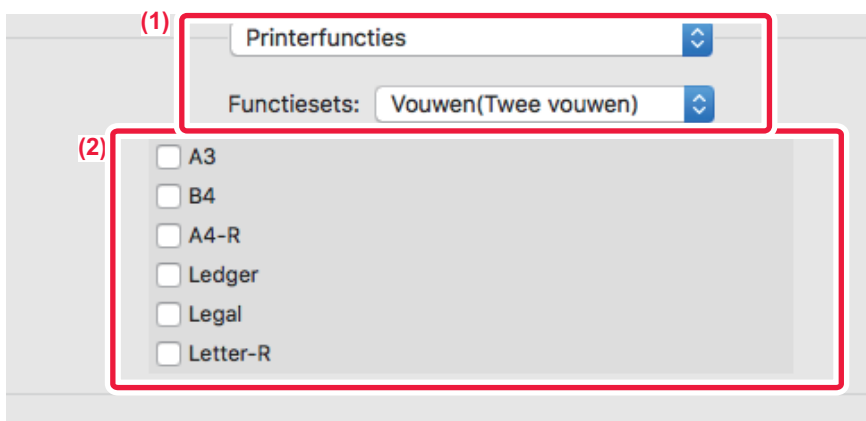 (1)
Printerfuncties
Functiesets: Vouwen(Twee vouwen)
(2)
A3
B4
A4-R
Ledger
Legal
Letter-R